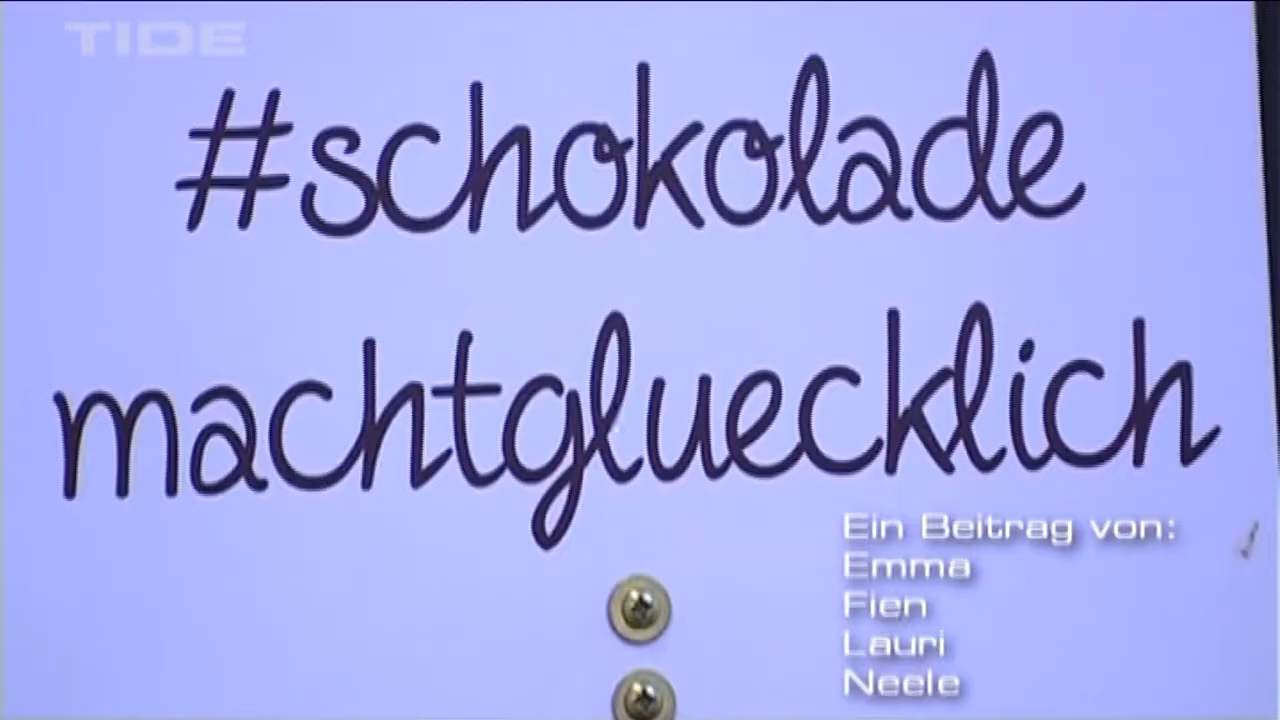 TIDE
#schokolade
machtgluecklich
Ein Beitrag von:
Emma
Fien
Lauri
Neele